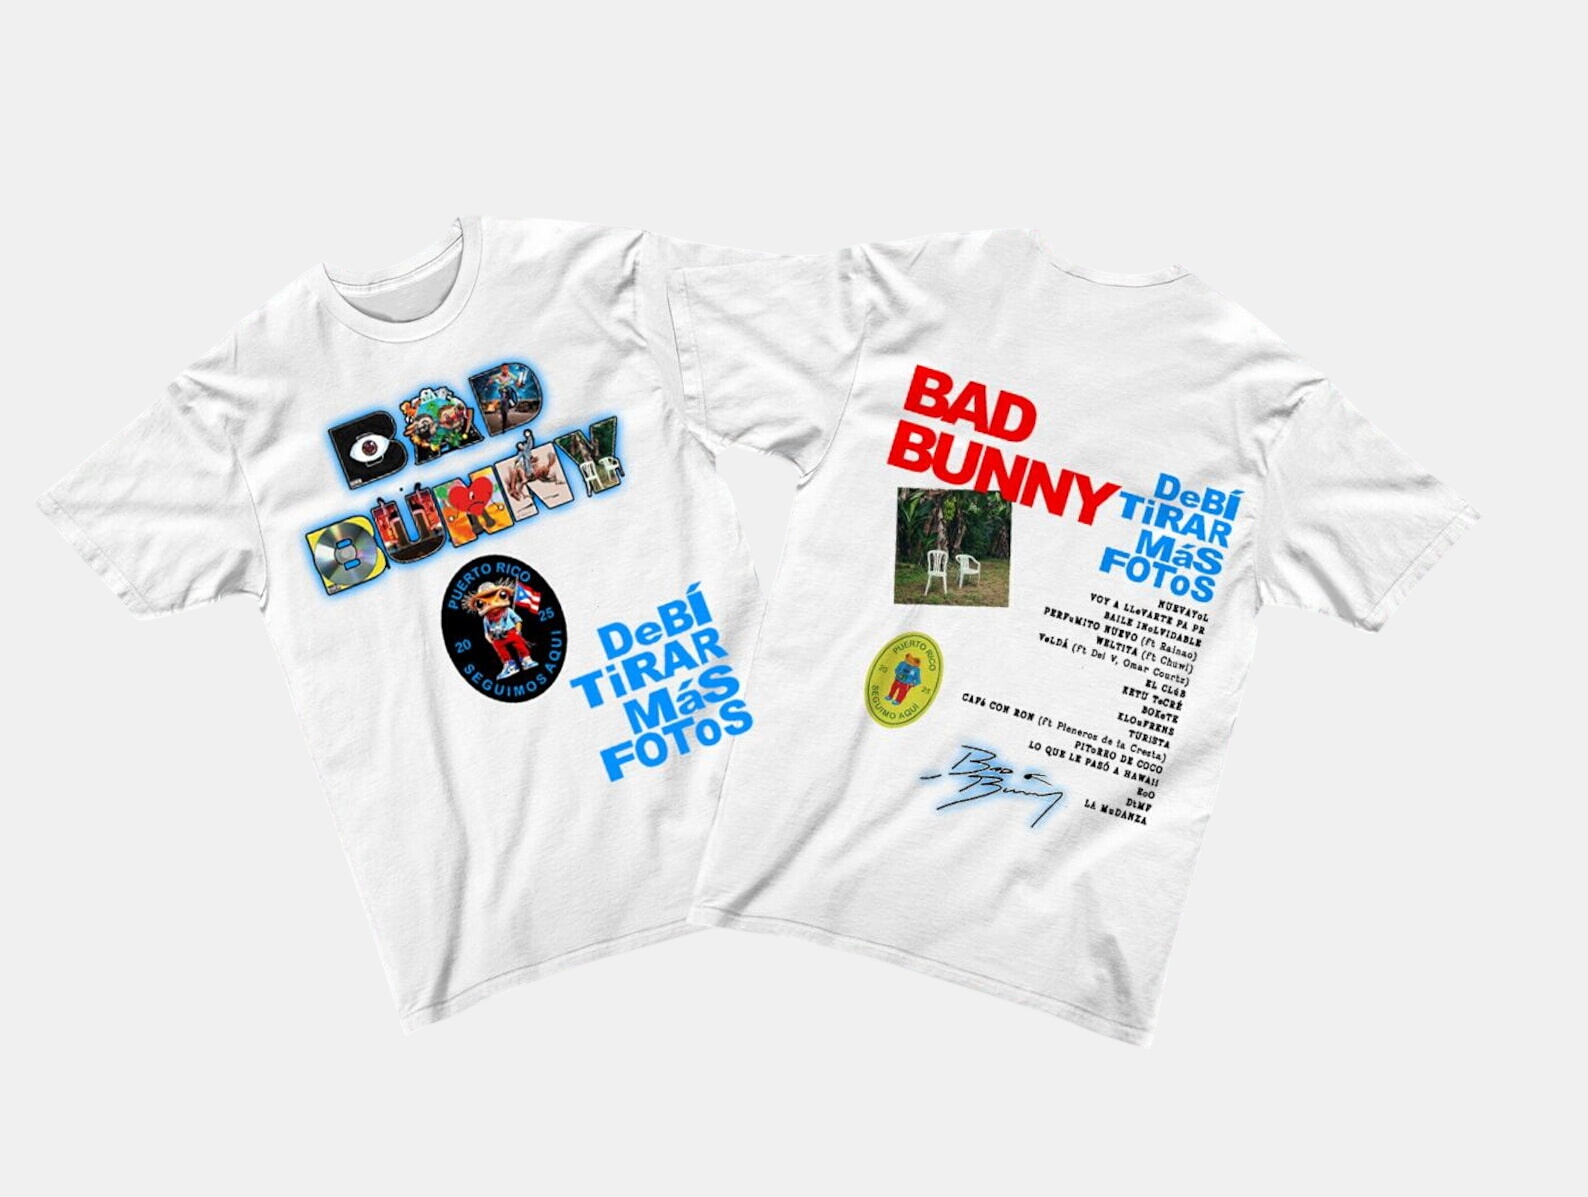 BAD
BUNNY
PUERTO RICO
20 25
SEGUIMOS AQUI
DeBÍ
TiRAR
MáS
FOToS
BAD
BUNNY
DeBÍ
TiRAR
MáS
FOToS
NUEVAYoL
VOY A LLeVARTE PA PR
BAILE INoLVIDABLE
PERFuMITO NUEVO (ft Rainao)
WELTiTA (ft Chuwi)
VeLDÁ (ft Dei V, Omar Courtz)
EL CLúB
KETU TeCRÉ
BOKeTE
KLOuFRENS
TURiSTA
CAFé CON RON (ft Pleneros de la Cresta)
PIToRRO DE COCO
LO QUE LE PASÓ A HAWAii
EoO
DtMF
LA MuDANZA
PUERTO RICO
20 25
SEGUIMO AQUI
Bad
Bunny